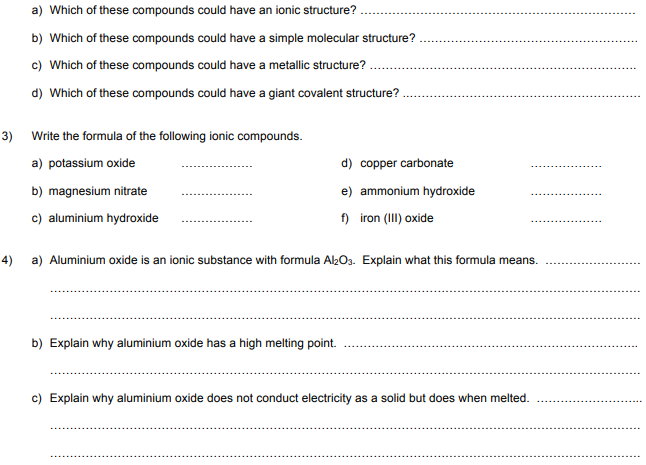 a) Which of these compounds could have an ionic structure? ................................................................................
b) Which of these compounds could have a simple molecular structure? ................................................................
c) Which of these compounds could have a metallic structure? ..............................................................................
d) Which of these compounds could have a giant covalent structure? .....................................................................
3) Write the formula of the following ionic compounds.
a) potassium oxide .................... d) copper carbonate ....................
b) magnesium nitrate .................... e) ammonium hydroxide ....................
c) aluminium hydroxide .................... f) iron (III) oxide ....................
4) a) Aluminium oxide is an ionic substance with formula Al₂O₃. Explain what this formula means. ...........................
b) Explain why aluminium oxide has a high melting point. .....................................................................................
c) Explain why aluminium oxide does not conduct electricity as a solid but does when melted. ..............................